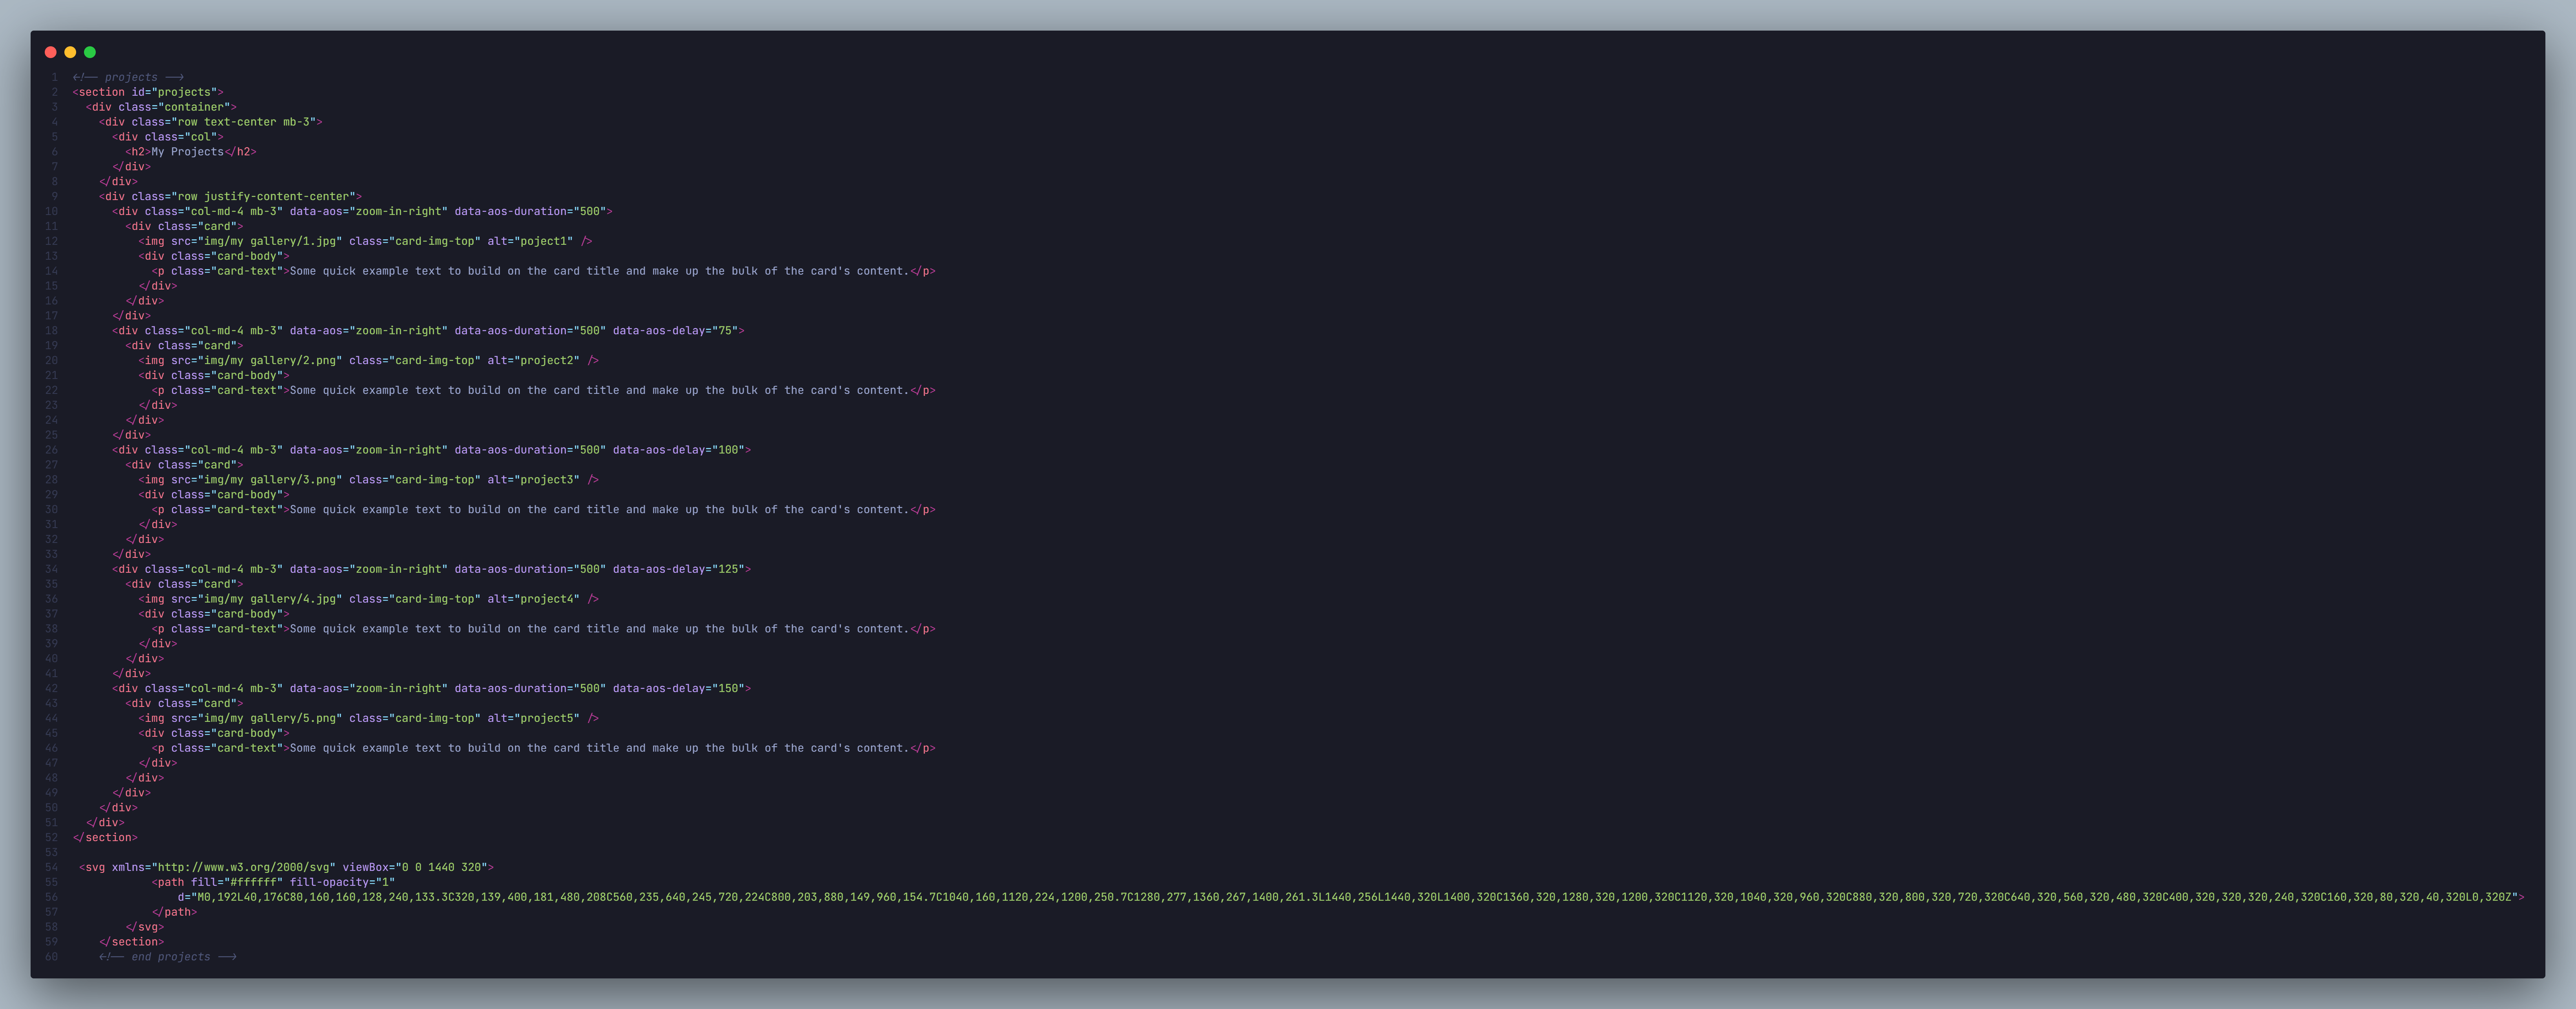 1 <!-- projects -->
2 <section id="projects">
3 <div class="container">
4 <div class="row text-center mb-3">
5 <div class="col">
6 <h2>My Projects</h2>
7 </div>
8 </div>
9 <div class="row justify-content-center">
10 <div class="col-md-4 mb-3" data-aos="zoom-in-right" data-aos-duration="500">
11 <div class="card">
12 <img src="img/my gallery/1.jpg" class="card-img-top" alt="poject1" />
13 <div class="card-body">
14 <p class="card-text">Some quick example text to build on the card title and make up the bulk of the card's content.</p>
15 </div>
16 </div>
17 </div>
18 <div class="col-md-4 mb-3" data-aos="zoom-in-right" data-aos-duration="500" data-aos-delay="75">
19 <div class="card">
20 <img src="img/my gallery/2.png" class="card-img-top" alt="project2" />
21 <div class="card-body">
22 <p class="card-text">Some quick example text to build on the card title and make up the bulk of the card's content.</p>
23 </div>
24 </div>
25 </div>
26 <div class="col-md-4 mb-3" data-aos="zoom-in-right" data-aos-duration="500" data-aos-delay="100">
27 <div class="card">
28 <img src="img/my gallery/3.png" class="card-img-top" alt="project3" />
29 <div class="card-body">
30 <p class="card-text">Some quick example text to build on the card title and make up the bulk of the card's content.</p>
31 </div>
32 </div>
33 </div>
34 <div class="col-md-4 mb-3" data-aos="zoom-in-right" data-aos-duration="500" data-aos-delay="125">
35 <div class="card">
36 <img src="img/my gallery/4.jpg" class="card-img-top" alt="project4" />
37 <div class="card-body">
38 <p class="card-text">Some quick example text to build on the card title and make up the bulk of the card's content.</p>
39 </div>
40 </div>
41 </div>
42 <div class="col-md-4 mb-3" data-aos="zoom-in-right" data-aos-duration="500" data-aos-delay="150">
43 <div class="card">
44 <img src="img/my gallery/5.png" class="card-img-top" alt="project5" />
45 <div class="card-body">
46 <p class="card-text">Some quick example text to build on the card title and make up the bulk of the card's content.</p>
47 </div>
48 </div>
49 </div>
50 </div>
51 </div>
52 </section>
53
54 <svg xmlns="http://www.w3.org/2000/svg" viewBox="0 0 1440 320">
55 <path fill="#ffffff" fill-opacity="1"
56 d="M0,192L40,176C80,160,160,128,240,133.3C320,139,400,181,480,208C560,235,640,245,720,224C800,203,880,149,960,154.7C1040,160,1120,224,1200,250.7C1280,277,1360,267,1400,261.3L1440,256L1440,320L1400,320C1360,320,1280,320,1200,320C1120,320,1040,320,960,320C880,320,800,320,720,320C640,320,560,320,480,320C400,320,320,320,240,320C160,320,80,320,40,320L0,320Z">
57 </path>
58 </svg>
59 </section>
60 <!-- end projects -->